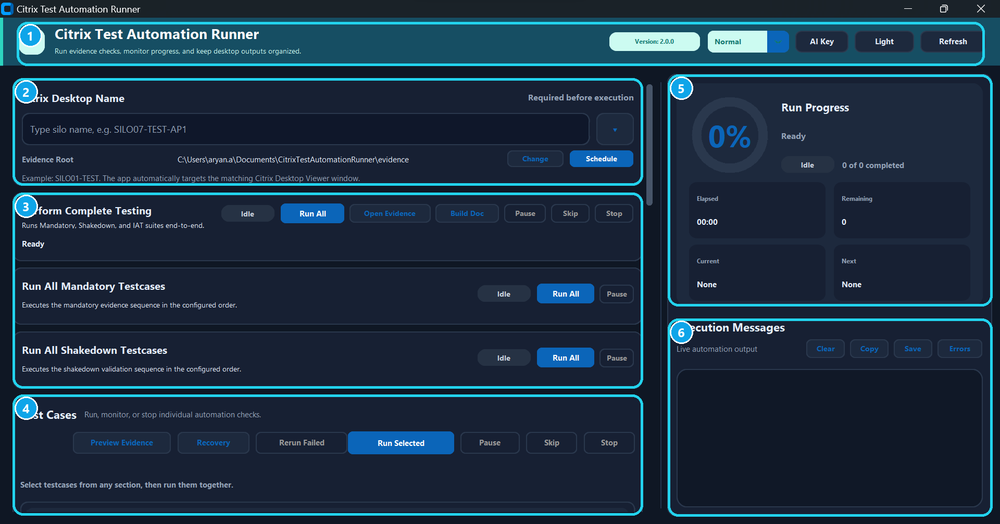 Citrix Test Automation Runner
1
Citrix Test Automation Runner
Run evidence checks, monitor progress, and keep desktop outputs organized.
Version: 2.0.0
Normal
AI Key
Light
Refresh
2
rix Desktop Name
Required before execution
Type silo name, e.g. SILO07-TEST-AP1
Evidence Root
C:\Users\aryan.a\Documents\CitrixTestAutomationRunner\evidence
Change
Schedule
Example: SILO01-TEST. The app automatically targets the matching Citrix Desktop Viewer window.
3
form Complete Testing
Idle
Run All
Open Evidence
Build Doc
Pause
Skip
Stop
Runs Mandatory, Shakedown, and IAT suites end-to-end.
Ready
Run All Mandatory Testcases
Executes the mandatory evidence sequence in the configured order.
Idle
Run All
Pause
Run All Shakedown Testcases
Executes the shakedown validation sequence in the configured order.
Idle
Run All
Pause
4
st Cases
Run, monitor, or stop individual automation checks.
Preview Evidence
Recovery
Rerun Failed
Run Selected
Pause
Skip
Stop
Select testcases from any section, then run them together.
5
0%
Run Progress
Ready
Idle
0 of 0 completed
Elapsed
00:00
Remaining
0
Current
None
Next
None
6
ecution Messages
Live automation output
Clear
Copy
Save
Errors